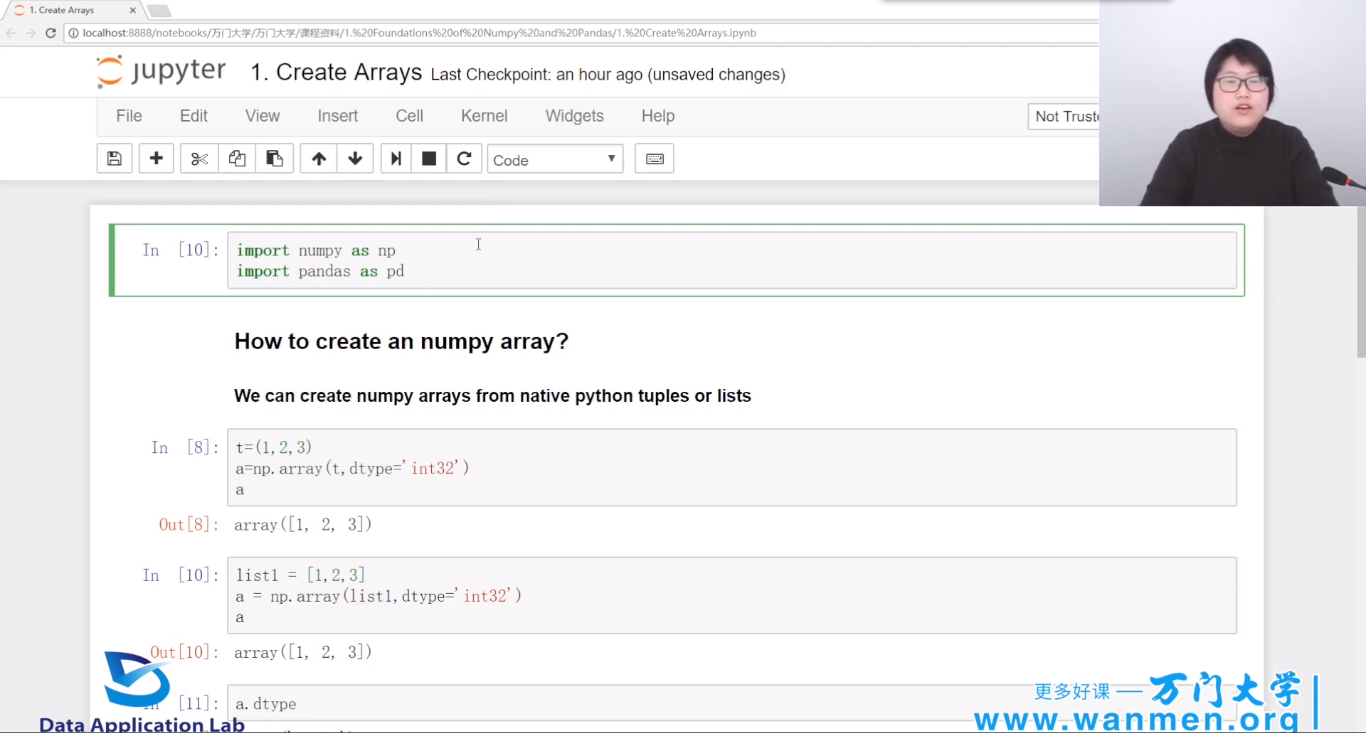 1. Create Arrays
localhost:8888/notebooks/万门大学/万门大学/课程资料/1.%20Foundations%20of%20Numpy%20and%20Pandas/1.%20Create%20Arrays.ipynb
jupyter 1. Create Arrays Last Checkpoint: an hour ago (unsaved changes)
File Edit View Insert Cell Kernel Widgets Help Not Truste
Code
In [10]: import numpy as np
import pandas as pd
How to create an numpy array?
We can create numpy arrays from native python tuples or lists
In [8]: t=(1,2,3)
a=np.array(t,dtype='int32')
a
Out[8]: array([1, 2, 3])
In [10]: list1 = [1,2,3]
a = np.array(list1,dtype='int32')
a
Out[10]: array([1, 2, 3])
In [11]: a.dtype
更多好课 — 万门大学
www.wanmen.org
Data Application Lab